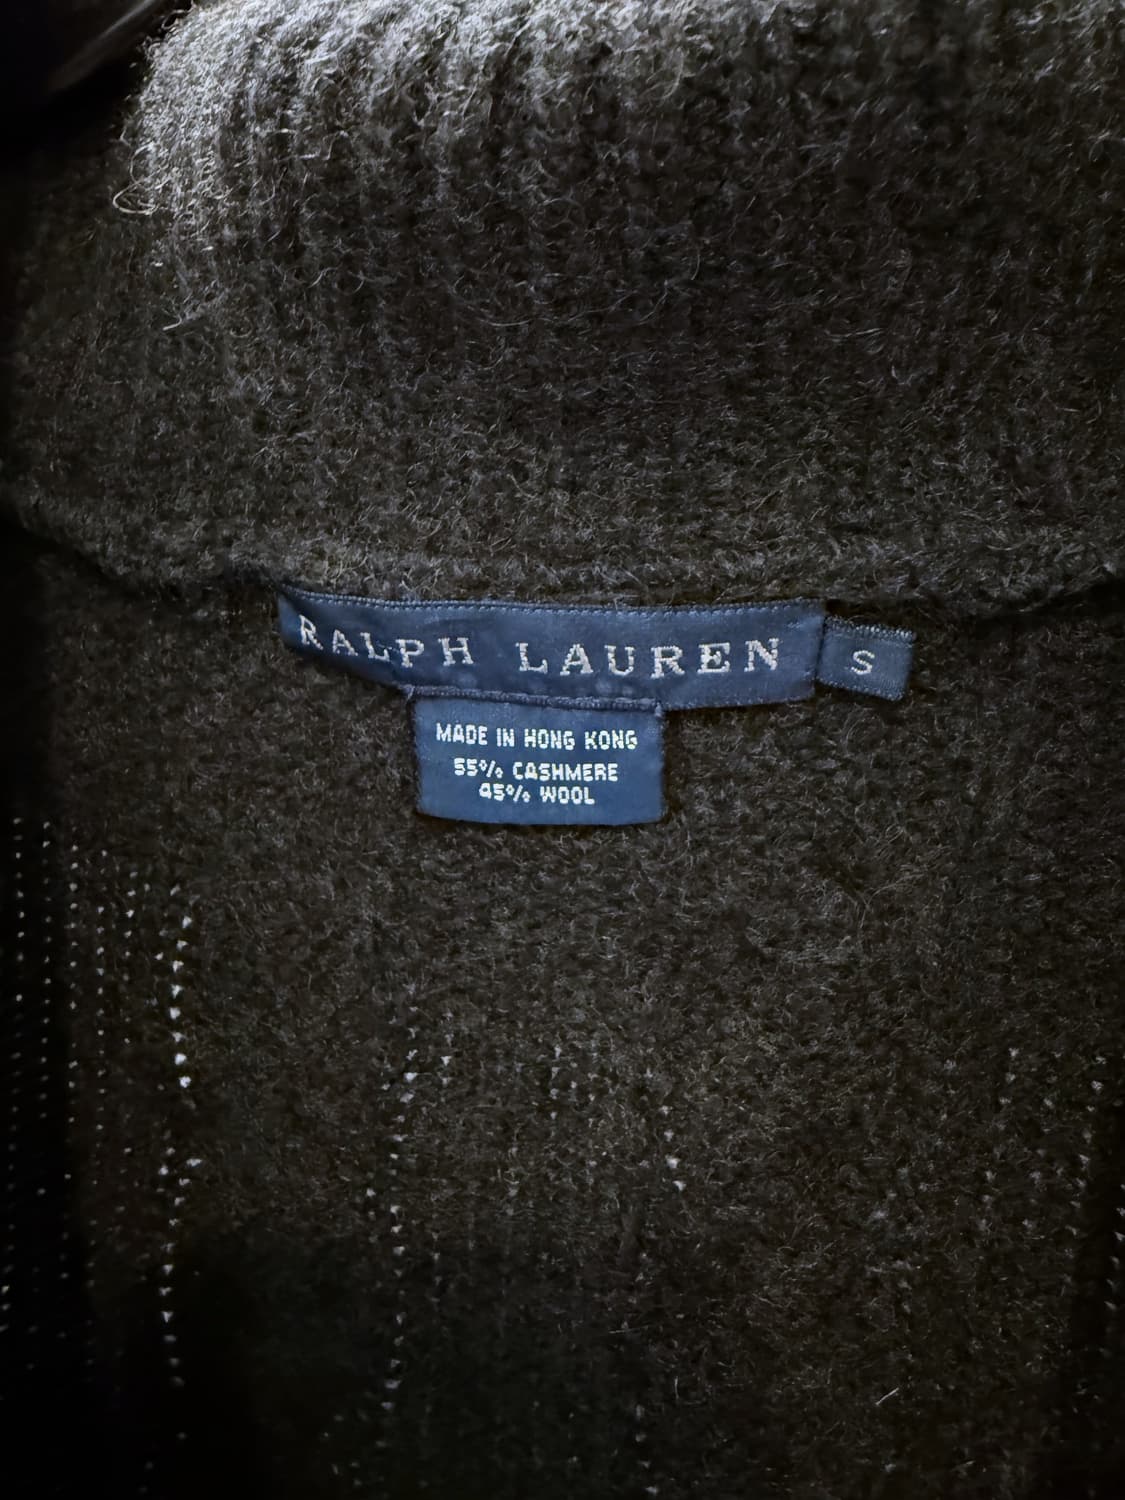 RALPH LAUREN S
MADE IN HONG KONG
55% CASHMERE
45% WOOL